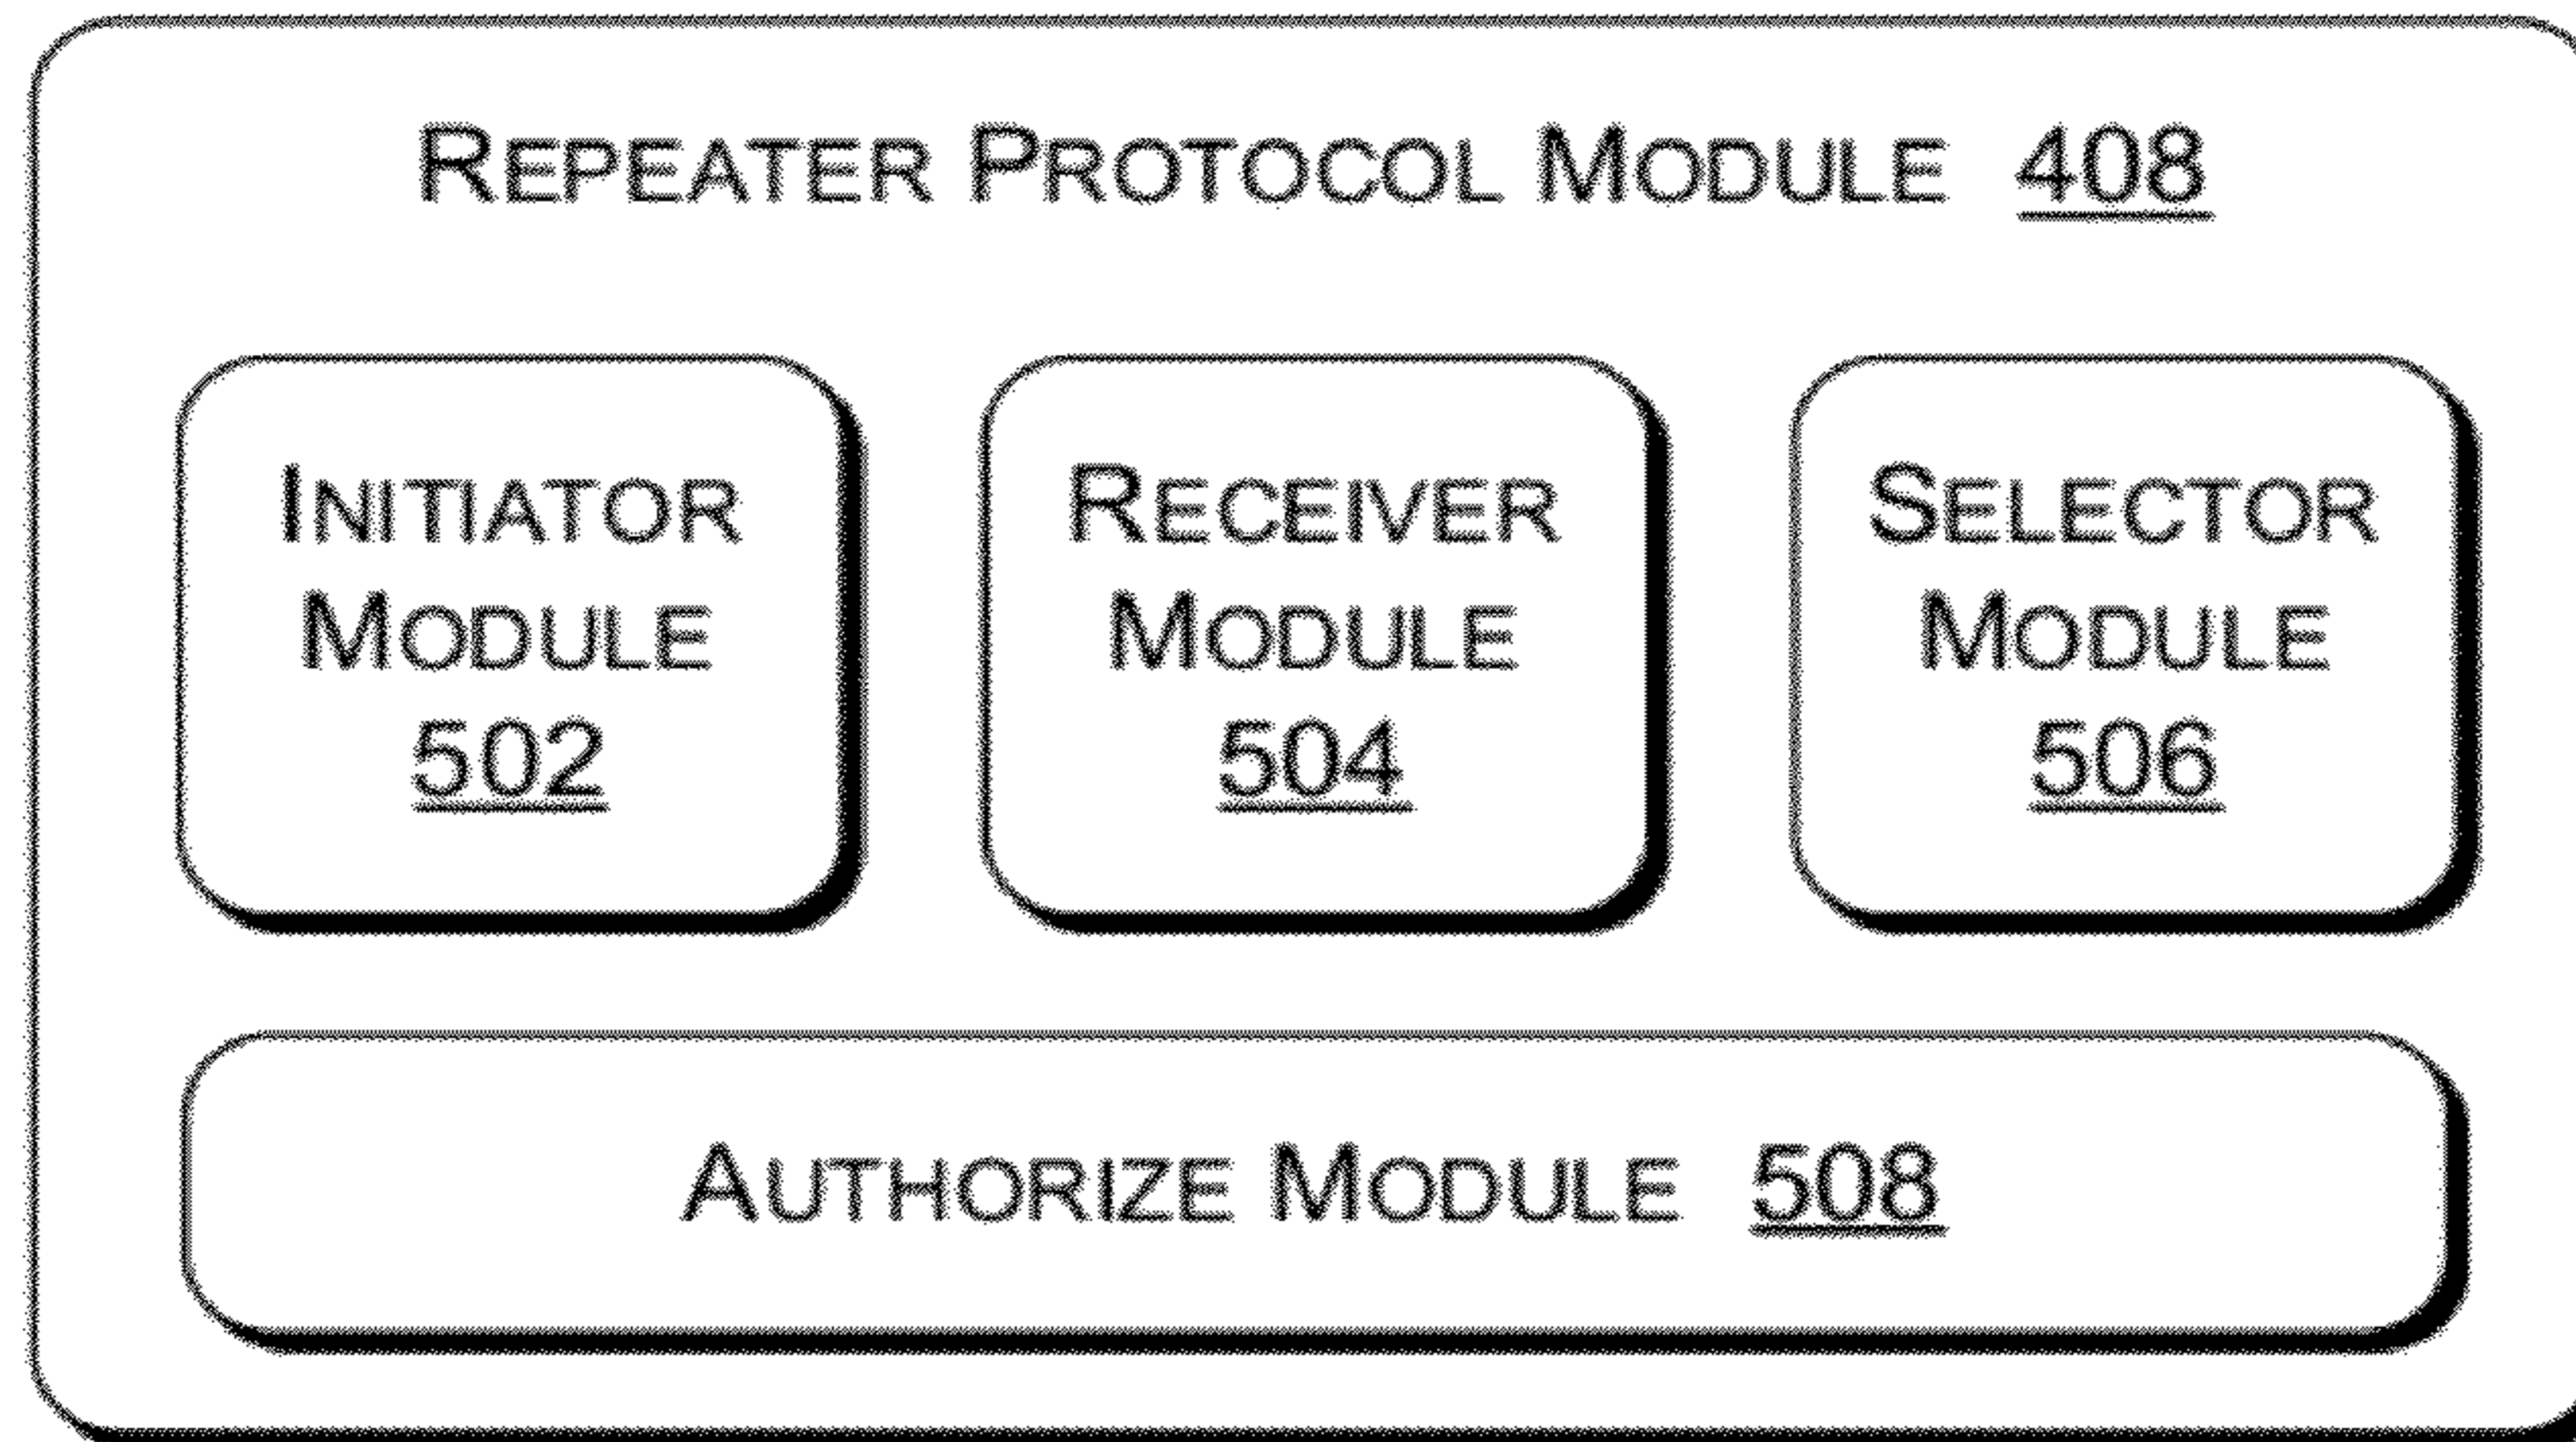 REPEATER PROTOCOL MODULE 408
INITIATOR
MODULE
502
RECEIVER
MODULE
504
SELECTOR
MODULE
506
AUTHORIZE MODULE 508